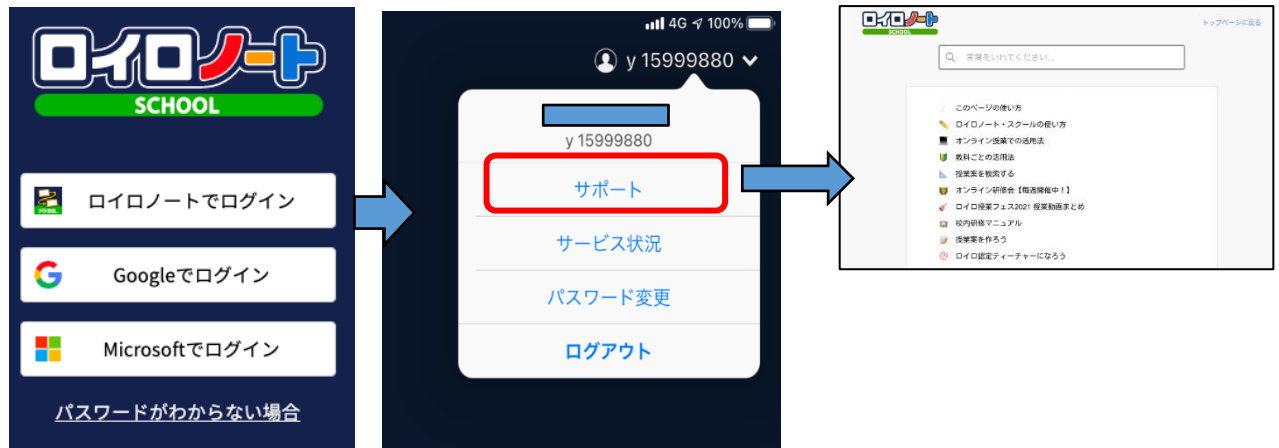 ロイロノート
SCHOOL
ロイロノートでログイン
Googleでログイン
Microsoftでログイン
パスワードがわからない場合
4G 100%
y 15999880
y 15999880
サポート
サービス状況
パスワード変更
ログアウト
ロイロノート
SCHOOL
トップページに戻る
言葉をいれてください...
このページの使い方
ロイロノート・スクールの使い方
オンライン授業での活用法
教科ごとの活用法
授業案を検索する
オンライン研修会【毎週開催中！】
ロイロ授業フェス2021 授業動画まとめ
校内研修マニュアル
授業案を作ろう
ロイロ認定ティーチャーになろう